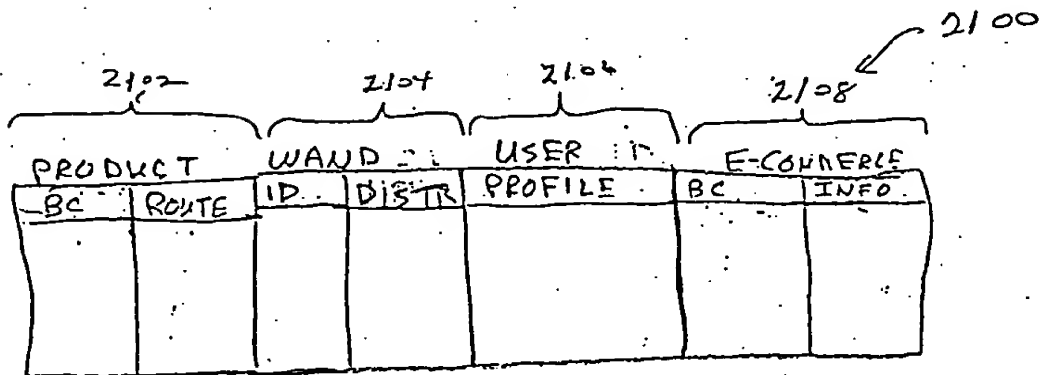 2100
2102 2104 2106 2108
PRODUCT WAND USER E-COMMERCE
BC ROUTE ID DISTR PROFILE BC INFO